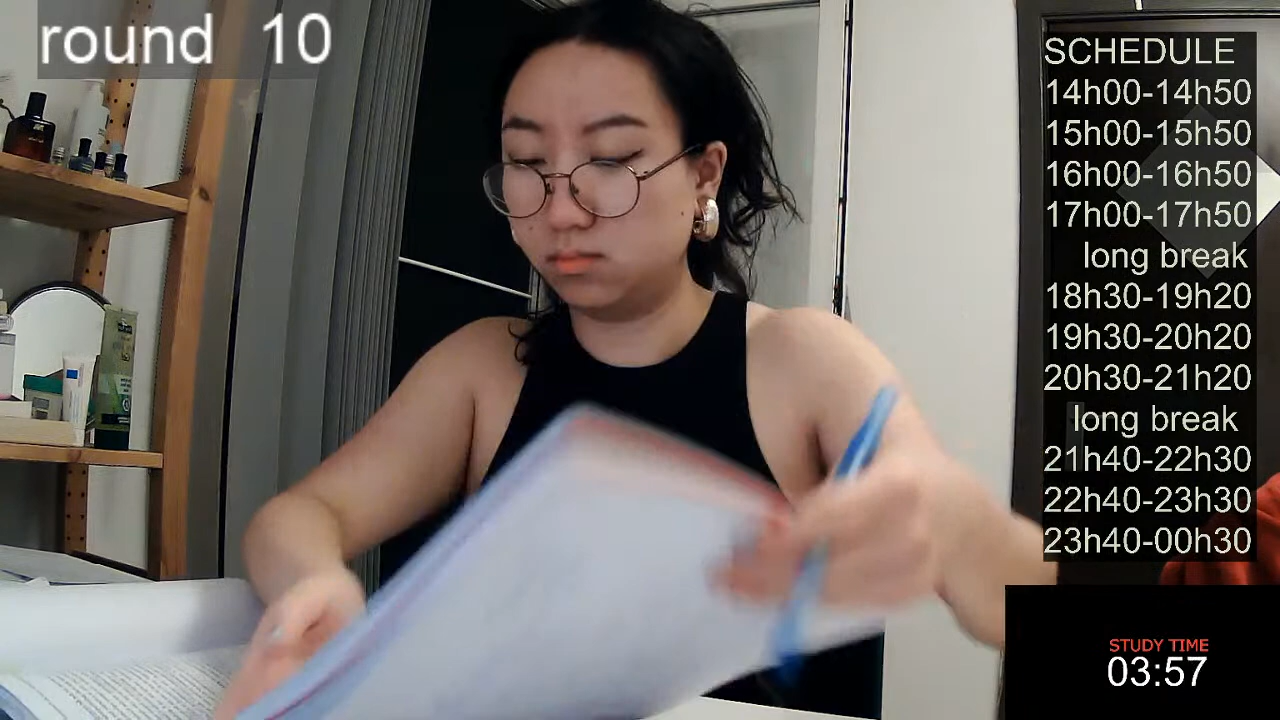 round 10
SCHEDULE
14h00-14h50
15h00-15h50
16h00-16h50
17h00-17h50
long break
18h30-19h20
19h30-20h20
20h30-21h20
long break
21h40-22h30
22h40-23h30
23h40-00h30
STUDY TIME
03:57